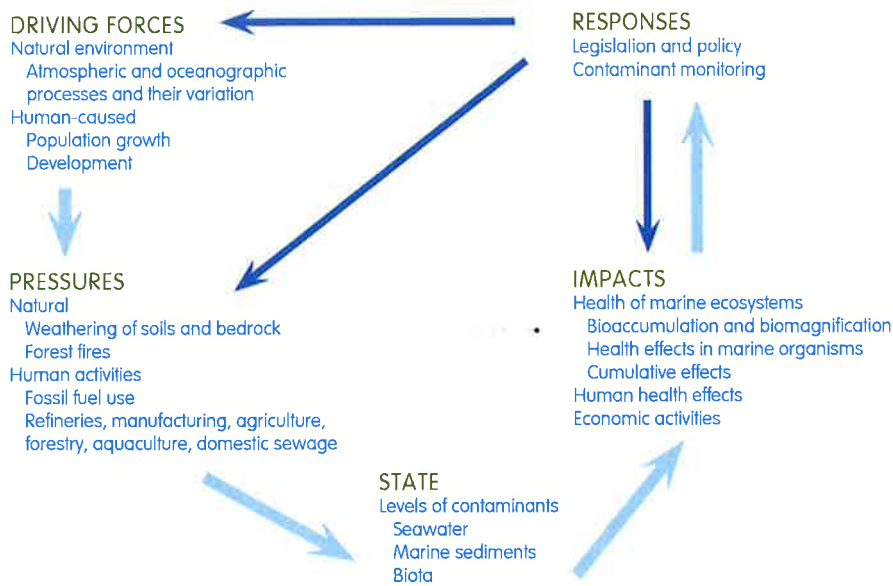 DRIVING FORCES
Natural environment
Atmospheric and oceanographic
processes and their variation
Human-caused
Population growth
Development
RESPONSES
Legislation and policy
Contaminant monitoring
PRESSURES
Natural
Weathering of soils and bedrock
Forest fires
Human activities
Fossil fuel use
Refineries, manufacturing, agriculture,
forestry, aquaculture, domestic sewage
IMPACTS
Health of marine ecosystems
Bioaccumulation and biomagnification
Health effects in marine organisms
Cumulative effects
Human health effects
Economic activities
STATE
Levels of contaminants
Seawater
Marine sediments
Biota